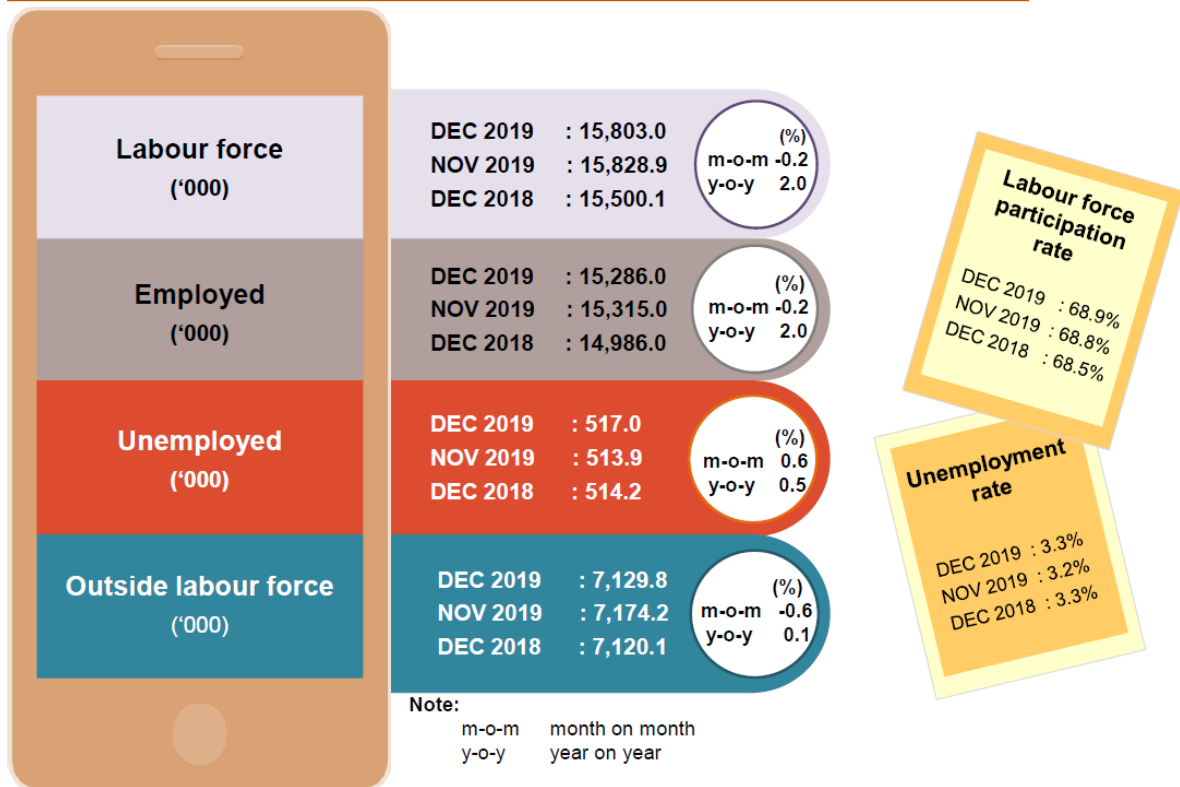 Labour force
(‘000)
DEC 2019 : 15,803.0
NOV 2019 : 15,828.9
DEC 2018 : 15,500.1
(%)
m-o-m -0.2
y-o-y 2.0
Employed
(‘000)
DEC 2019 : 15,286.0
NOV 2019 : 15,315.0
DEC 2018 : 14,986.0
(%)
m-o-m -0.2
y-o-y 2.0
Unemployed
(‘000)
DEC 2019 : 517.0
NOV 2019 : 513.9
DEC 2018 : 514.2
(%)
m-o-m 0.6
y-o-y 0.5
Outside labour force
(‘000)
DEC 2019 : 7,129.8
NOV 2019 : 7,174.2
DEC 2018 : 7,120.1
(%)
m-o-m -0.6
y-o-y 0.1
Note:
m-o-m month on month
y-o-y year on year
Labour force
participation
rate
DEC 2019 : 68.9%
NOV 2019 : 68.8%
DEC 2018 : 68.5%
Unemployment
rate
DEC 2019 : 3.3%
NOV 2019 : 3.2%
DEC 2018 : 3.3%